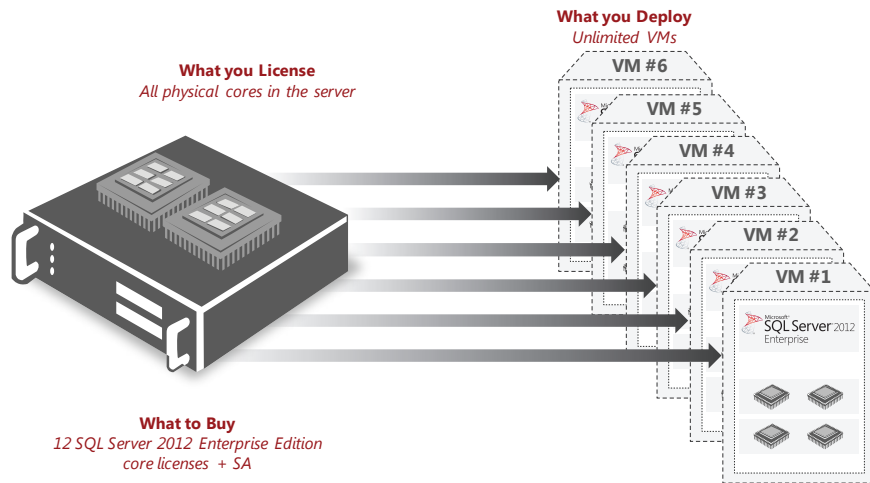 What you Deploy
Unlimited VMs
What you License
All physical cores in the server
VM #6
VM #5
VM #4
VM #3
VM #2
VM #1
Microsoft®
SQL Server 2012
Enterprise
What to Buy
12 SQL Server 2012 Enterprise Edition
core licenses + SA